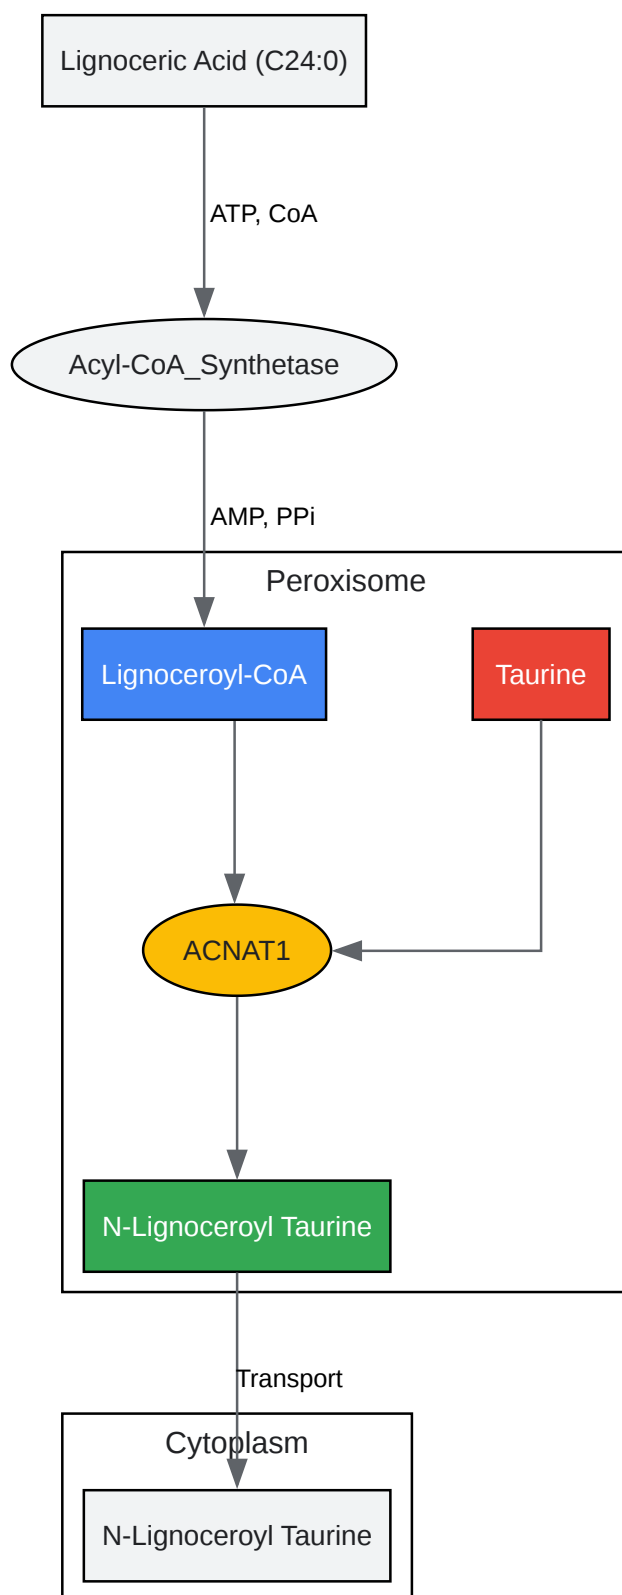 Lignoceric Acid (C24:0)
ATP, CoA
Acyl-CoA_Synthetase
AMP, PPi
Peroxisome
Lignoceroyl-CoA
Taurine
ACNAT1
N-Lignoceroyl Taurine
Transport
Cytoplasm
N-Lignoceroyl Taurine